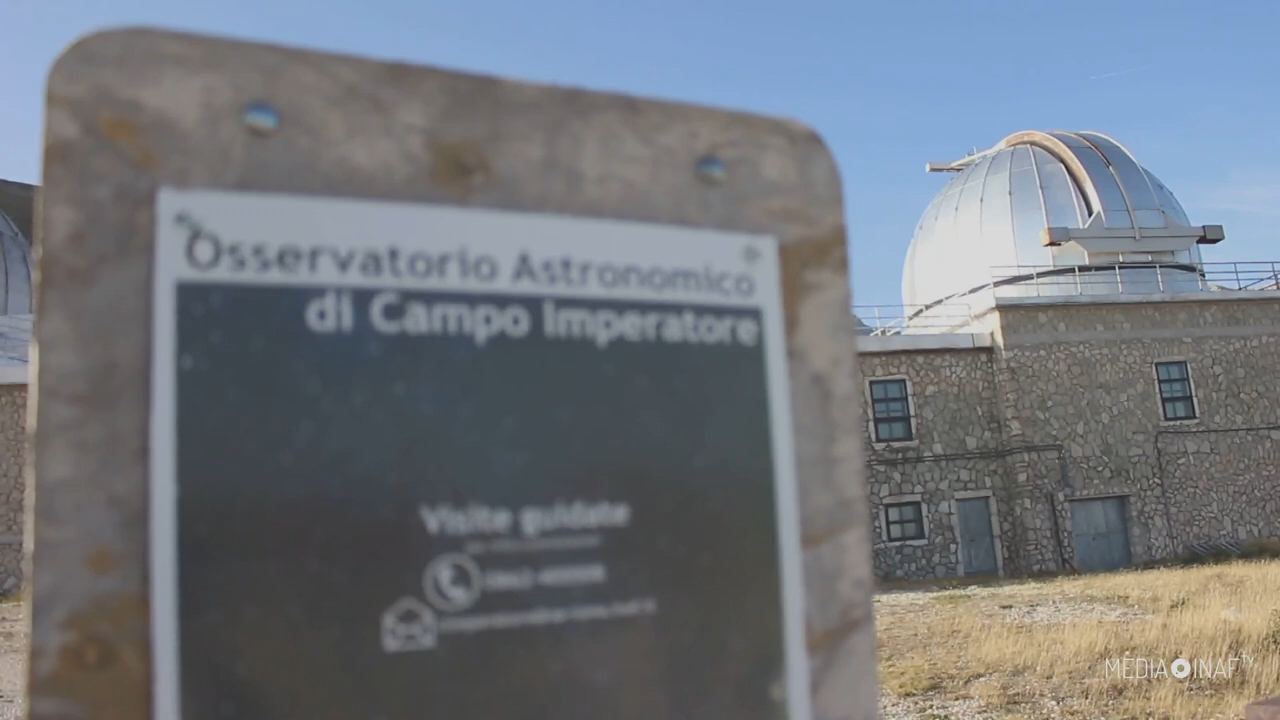 Osservatorio Astronomico
di Campo Imperatore
Visite guidate
MEDIA INAF TV